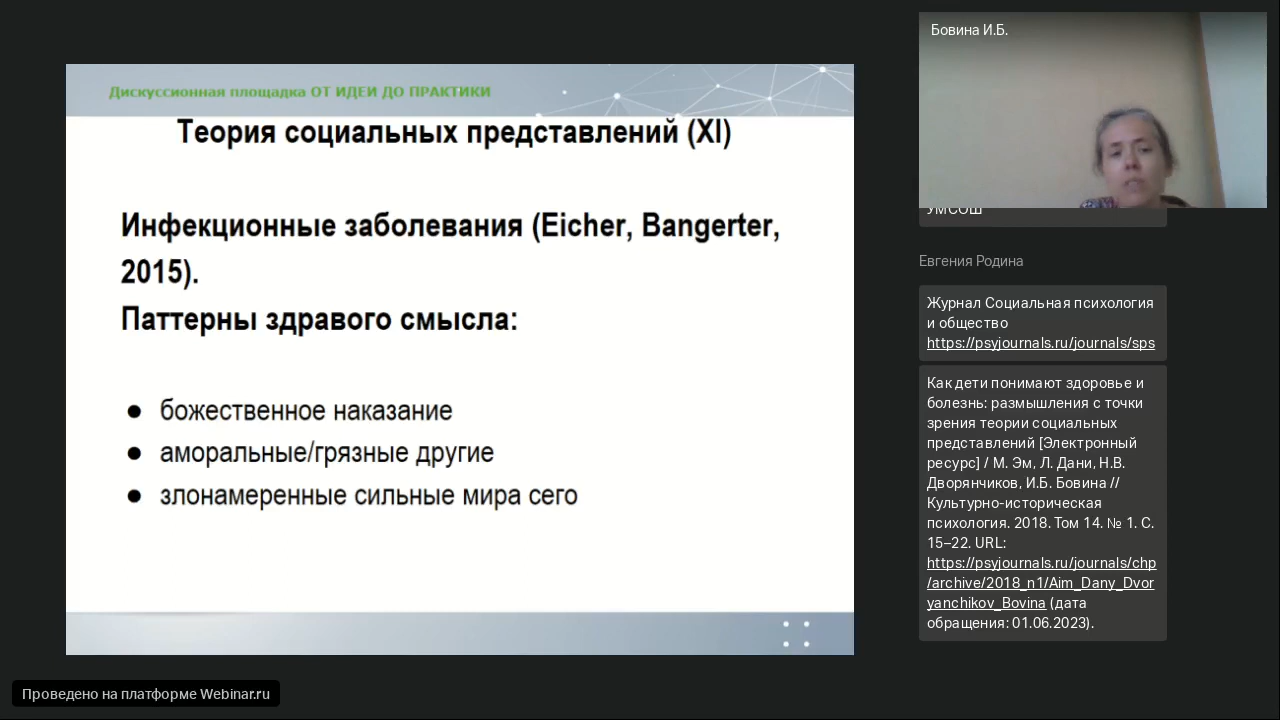 Дискуссионная площадка ОТ ИДЕИ ДО ПРАКТИКИ
Теория социальных представлений (XI)
Инфекционные заболевания (Eicher, Bangerter,
2015).
Паттерны здравого смысла:
● божественное наказание
● аморальные/грязные другие
● злонамеренные сильные мира сего
Бовина И.Б.
УМСОШ
Евгения Родина
Журнал Социальная психология
и общество
https://psyjournals.ru/journals/sps
Как дети понимают здоровье и
болезнь: размышления с точки
зрения теории социальных
представлений [Электронный
ресурс] / М. Эм, Л. Дани, Н.В.
Дворянчиков, И.Б. Бовина //
Культурно-историческая
психология. 2018. Том 14. № 1. С.
15–22. URL:
https://psyjournals.ru/journals/chp
/archive/2018_n1/Aim_Dany_Dvor
yanchikov_Bovina (дата
обращения: 01.06.2023).
Проведено на платформе Webinar.ru